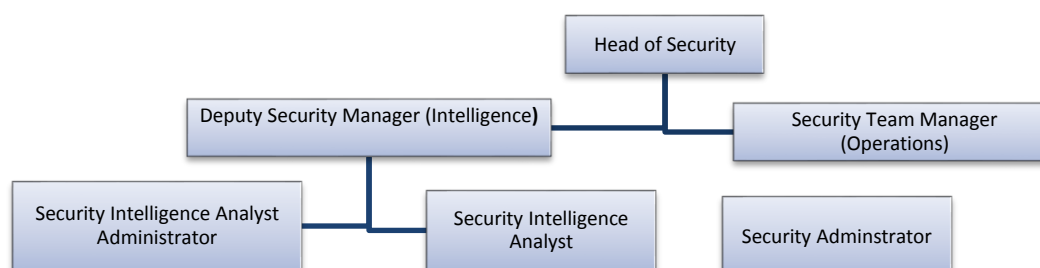 Head of Security
Deputy Security Manager (Intelligence)
Security Team Manager
(Operations)
Security Intelligence Analyst
Administrator
Security Intelligence
Analyst
Security Adminstrator